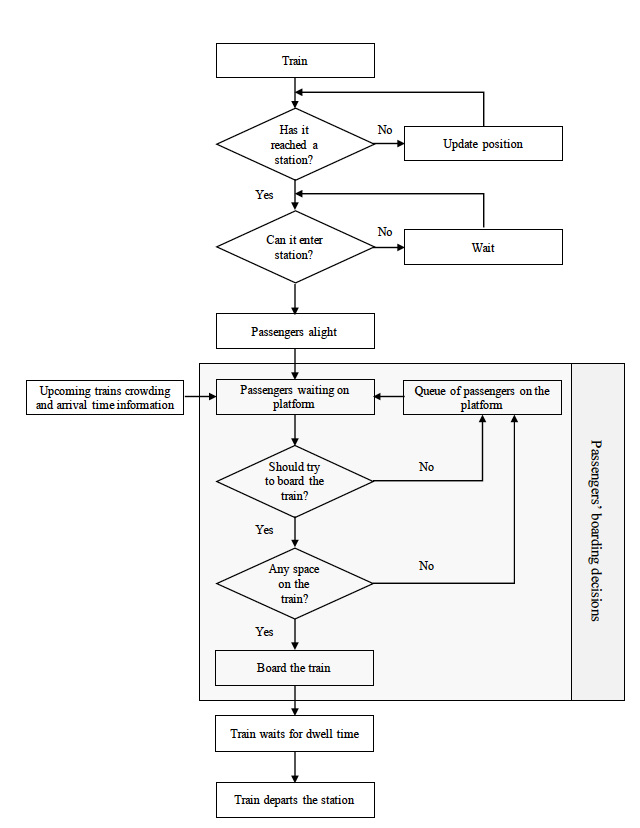 Train
Has it
reached a
station?
No
Update position
Yes
Can it enter
station?
No
Wait
Passengers alight
Upcoming trains crowding
and arrival time information
Passengers waiting on
platform
Queue of passengers on the
platform
Should try
to board the
train?
No
Yes
Any space
on the
train?
No
Yes
Board the train
Passengers' boarding decisions
Train waits for dwell time
Train departs the station